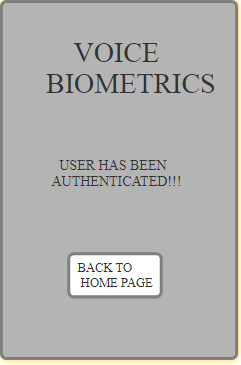 VOICE
BIOMETRICS
USER HAS BEEN
AUTHENTICATED!!!
BACK TO
HOME PAGE